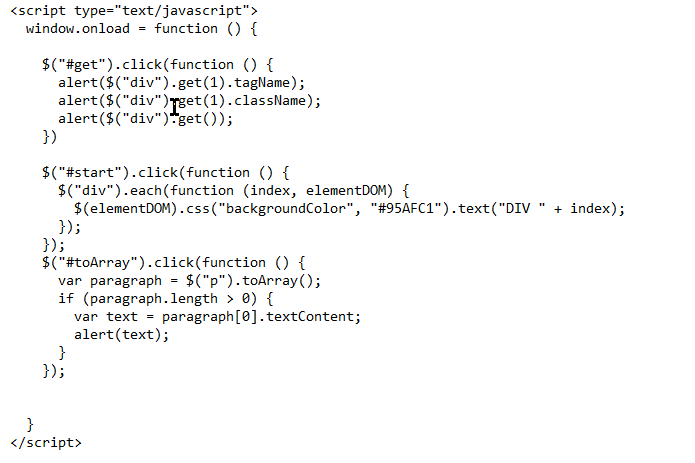 <script type="text/javascript">
  window.onload = function () {

    $("#get").click(function () {
      alert($("div").get(1).tagName);
      alert($("div").get(1).className);
      alert($("div").get());
    })

    $("#start").click(function () {
      $("div").each(function (index, elementDOM) {
        $(elementDOM).css("backgroundColor", "#95AFC1").text("DIV " + index);
      });
    });
    $("#toArray").click(function () {
      var paragraph = $("p").toArray();
      if (paragraph.length > 0) {
        var text = paragraph[0].textContent;
        alert(text);
      }
    });


  }
</script>